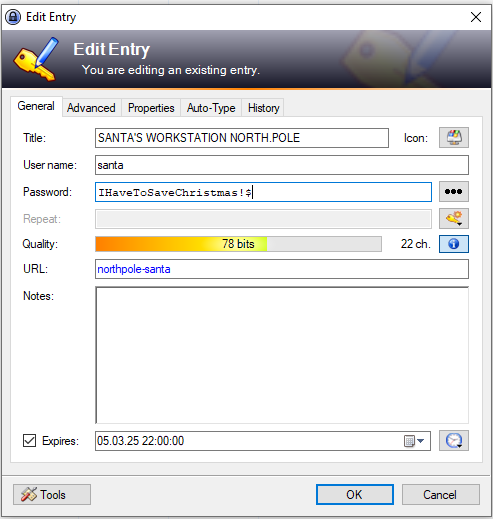 Edit Entry
Edit Entry
You are editing an existing entry.
General Advanced Properties Auto-Type History
Title: SANTA'S WORKSTATION NORTH.POLE Icon:
User name: santa
Password: IHaveToSaveChristmas!$
Repeat:
Quality: 78 bits 22 ch.
URL: northpole-santa
Notes:
Expires: 05.03.25 22:00:00
Tools OK Cancel